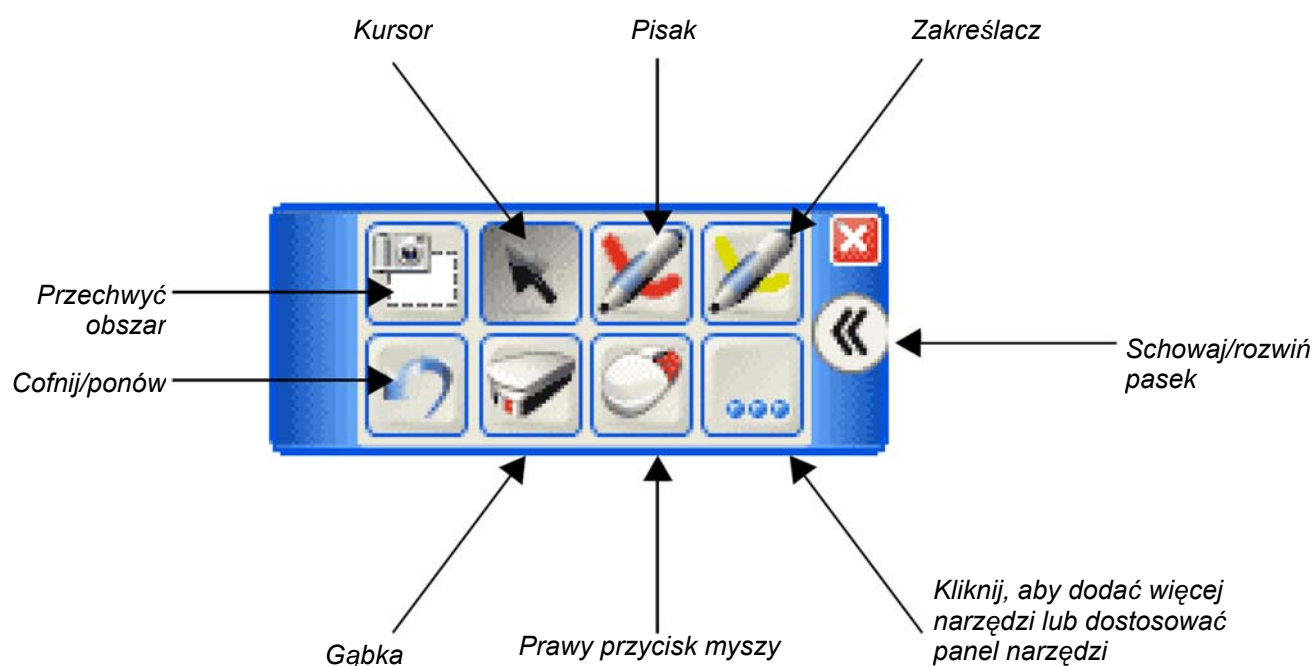 Kursor
Pisak
Zakreślacz
Przechwyć
obszar
Cofnij/ponów
Schowaj/rozwiń
pasek
Gąbka
Prawy przycisk myszy
Kliknij, aby dodać więcej
narzędzi lub dostosować
panel narzędzi